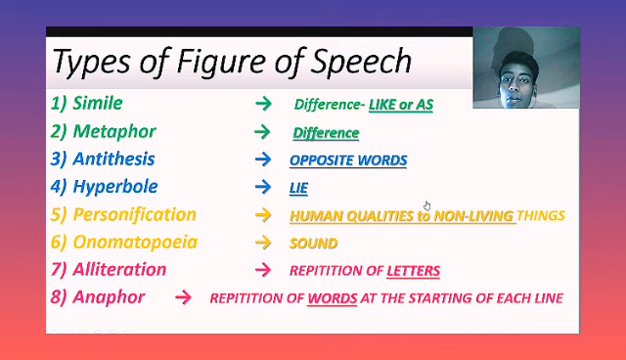 Types of Figure of Speech
1) Simile → Difference- LIKE or AS
2) Metaphor → Difference
3) Antithesis → OPPOSITE WORDS
4) Hyperbole → LIE
5) Personification → HUMAN QUALITIES to NON-LIVING THINGS
6) Onomatopoeia → SOUND
7) Alliteration → REPITITION OF LETTERS
8) Anaphor → REPITITION OF WORDS AT THE STARTING OF EACH LINE